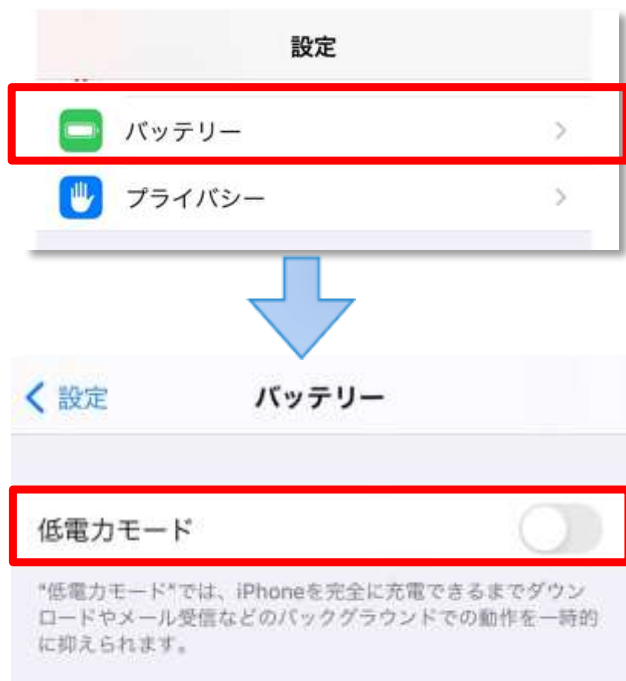 設定
バッテリー
プライバシー
設定
バッテリー
低電力モード
"低電力モード"では、iPhoneを完全に充電できるまでダウン
ロードやメール受信などのバックグラウンドでの動作を一時的
に抑えられます。